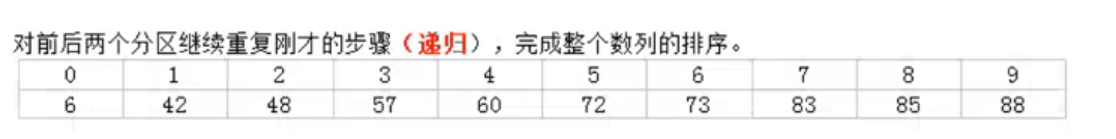 对前后两个分区继续重复刚才的步骤（递归），完成整个数列的排序。
0 1 2 3 4 5 6 7 8 9
6 42 48 57 60 72 73 83 85 88